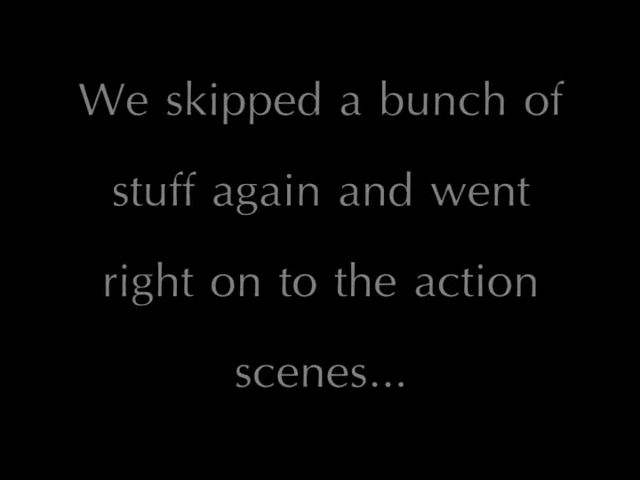 We skipped a bunch of
stuff again and went
right on to the action
scenes...